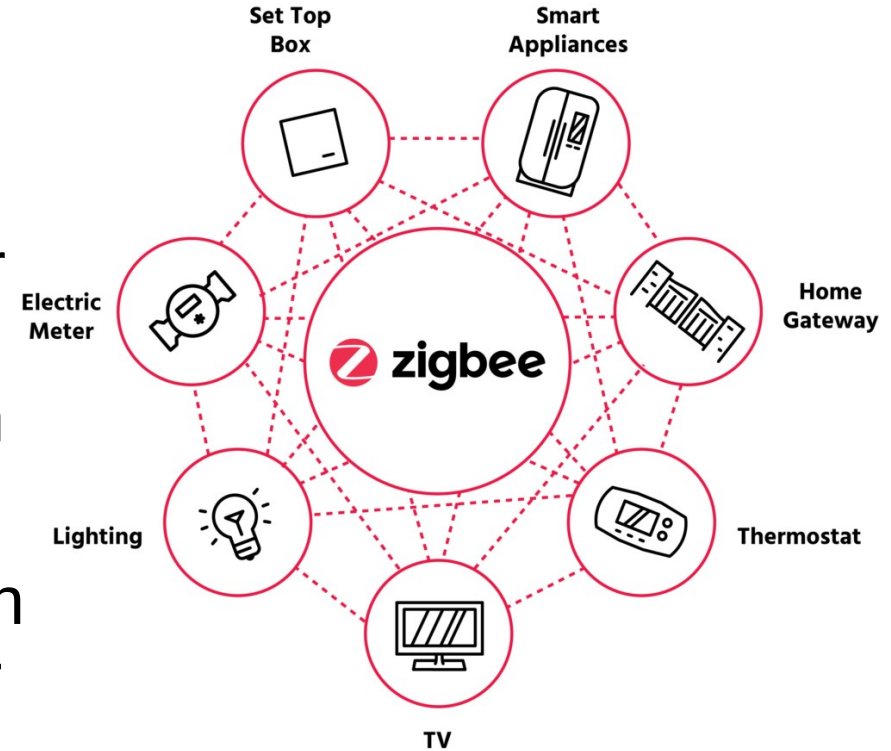 Set Top
Box
Smart
Appliances
Electric
Meter
Home
Gateway
zigbee
Lighting
Thermostat
TV